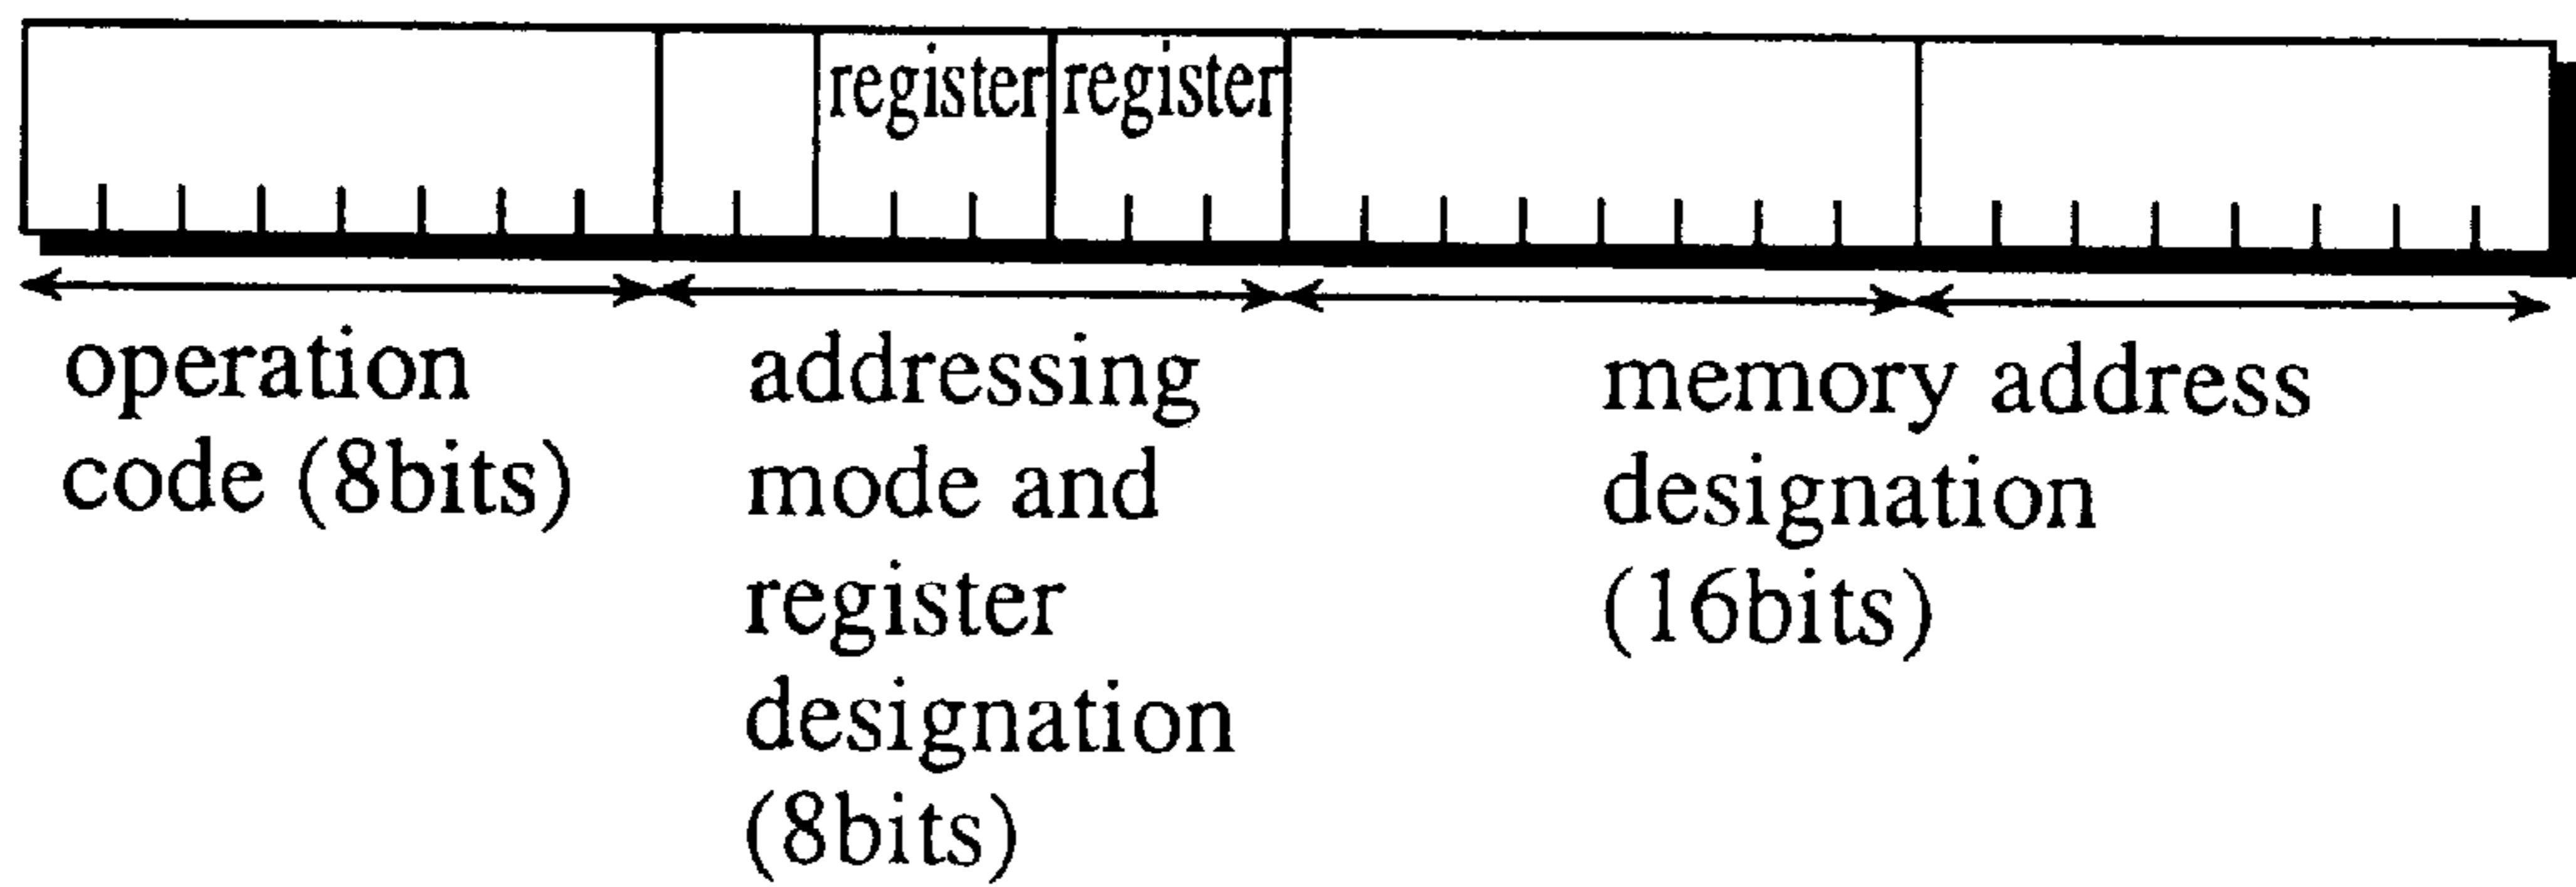 register register
operation
code (8bits)
addressing
mode and
register
designation
(8bits)
memory address
designation
(16bits)